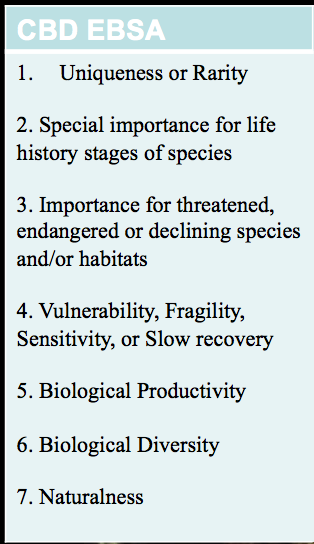 CBD EBSA
1. Uniqueness or Rarity
2. Special importance for life
history stages of species
3. Importance for threatened,
endangered or declining species
and/or habitats
4. Vulnerability, Fragility,
Sensitivity, or Slow recovery
5. Biological Productivity
6. Biological Diversity
7. Naturalness